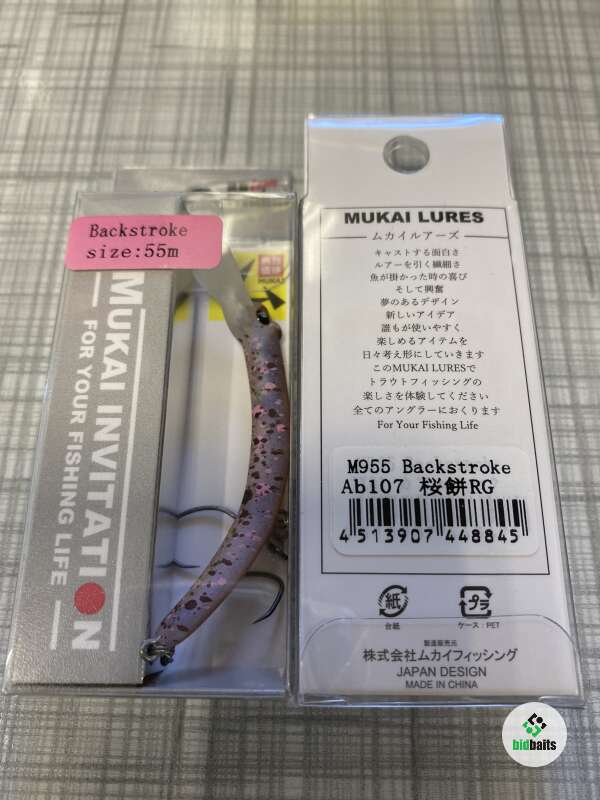 Backstroke
size:55m
MUKAI INVITATION
FOR YOUR FISHING LIFE
MUKAI
MUKAI LURES
ムカイルアーズ
キャストする面白さ
ルアーを引く繊細さ
魚が掛かった時の喜び
そして興奮
夢のあるデザイン
新しいアイデア
誰もが使いやすく
楽しめるアイテムを
日々考え形にしていきます
このMUKAI LURESで
トラウトフィッシングの
楽しさを体験してください
全てのアングラーにおくります
For Your Fishing Life
M955 Backstroke
Ab107 桜餅RG
4 513907 448845
紙
プラ
台紙
ケース：PET
製造販売元
株式会社ムカイフィッシング
JAPAN DESIGN
MADE IN CHINA
bidbaits